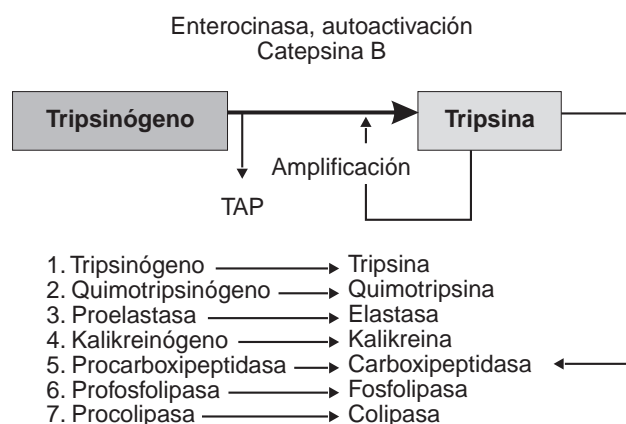 Enterocinasa, autoactivación
Catepsina B
Tripsinógeno
Tripsina
Amplificación
TAP
1. Tripsinógeno Tripsina
2. Quimotripsinógeno Quimotripsina
3. Proelastasa Elastasa
4. Kalikreinógeno Kalikreina
5. Procarboxipeptidasa Carboxipeptidasa
6. Profosfolipasa Fosfolipasa
7. Procolipasa Colipasa